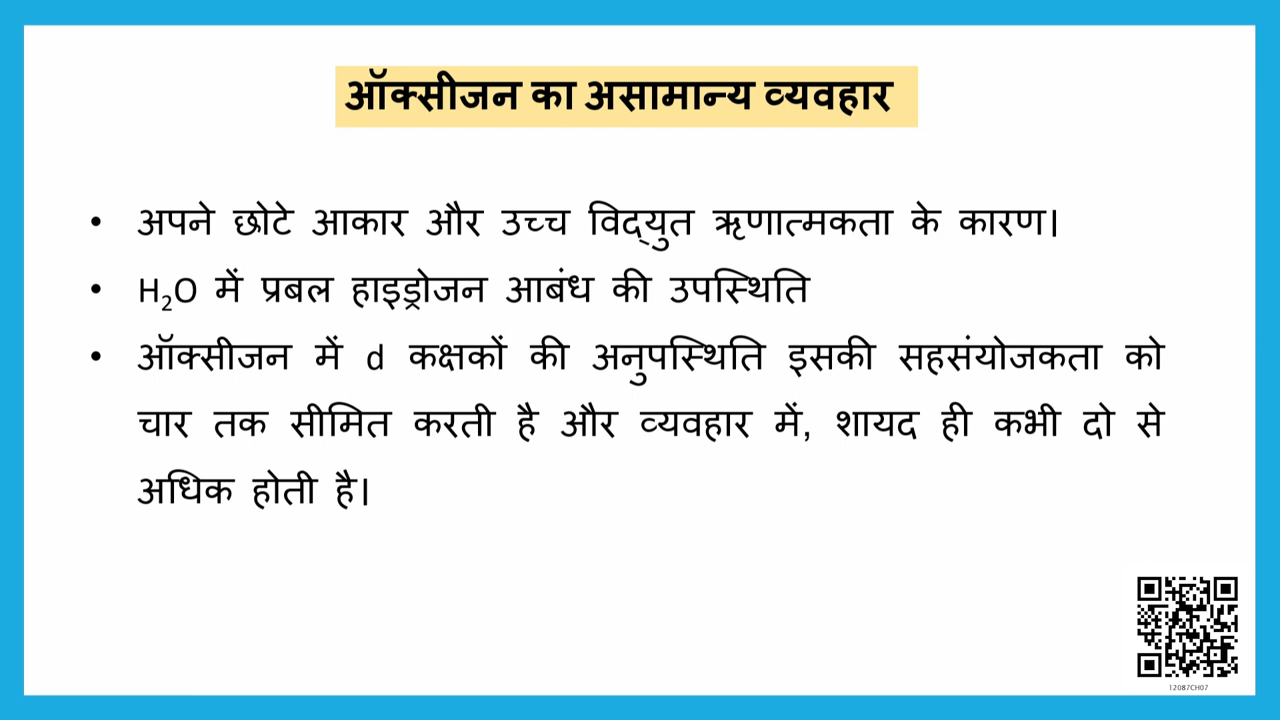 ऑक्सीजन का असामान्य व्यवहार
• अपने छोटे आकार और उच्च विद्युत ऋणात्मकता के कारण।
• H₂O में प्रबल हाइड्रोजन आबंध की उपस्थिति
• ऑक्सीजन में d कक्षकों की अनुपस्थिति इसकी सहसंयोजकता को
चार तक सीमित करती है और व्यवहार में, शायद ही कभी दो से
अधिक होती है।
12087CH07